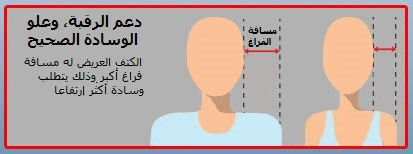 دعم الرقبة، وعلو
الوسادة الصحيح
الكتف العريض له مسافة
فراغ أكبر وذلك يتطلب
وسادة أكثر إرتفاعا
مسافة
الفراغ